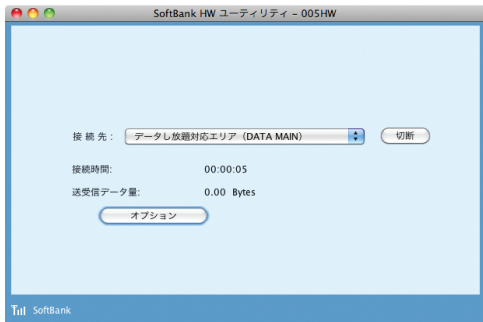 SoftBank HW ユーティリティ – 005HW
接 続 先 : データし放題対応エリア（DATA MAIN） 切断
接続時間: 00:00:05
送受信データ量: 0.00 Bytes
オプション
SoftBank